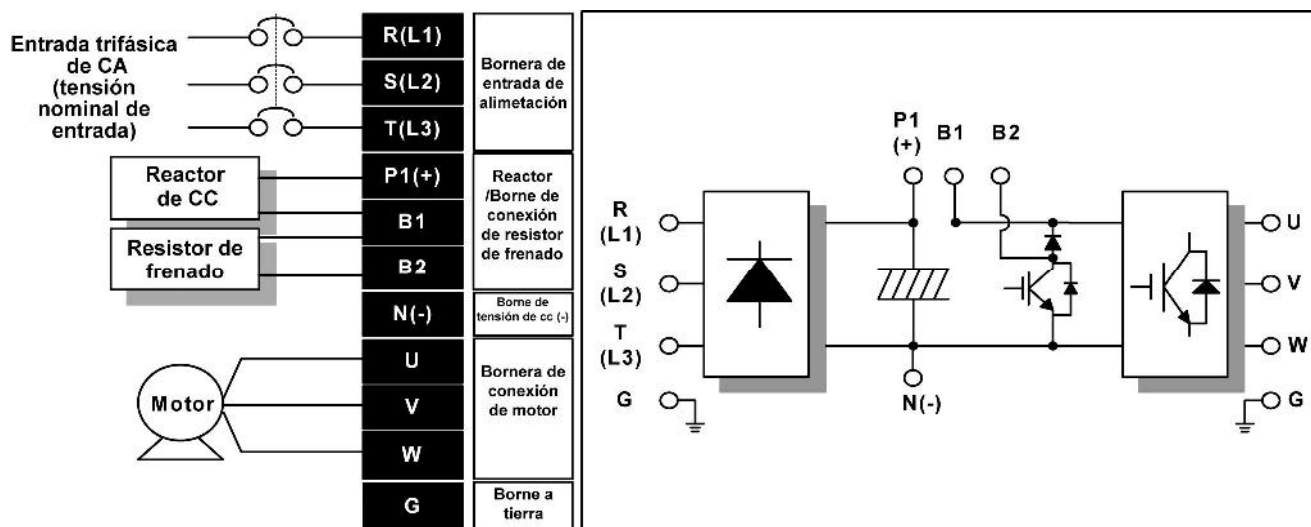 Entrada trifásica
de CA
(tensión
nominal de
entrada)
R(L1)
S(L2)
T(L3)
Bornera de
entrada de
alimetación
Reactor
de CC
Resistor de
frenado
P1(+)
B1
B2
Reactor
/Borne de
conexión
de resistor
de frenado
N(-)
Borne de
tensión de cc (-)
Motor
U
V
W
Bornera de
conexión
de motor
G
Borne a
tierra
P1
(+)
B1
B2
R
(L1)
S
(L2)
T
(L3)
G
N(-)
U
V
W
G